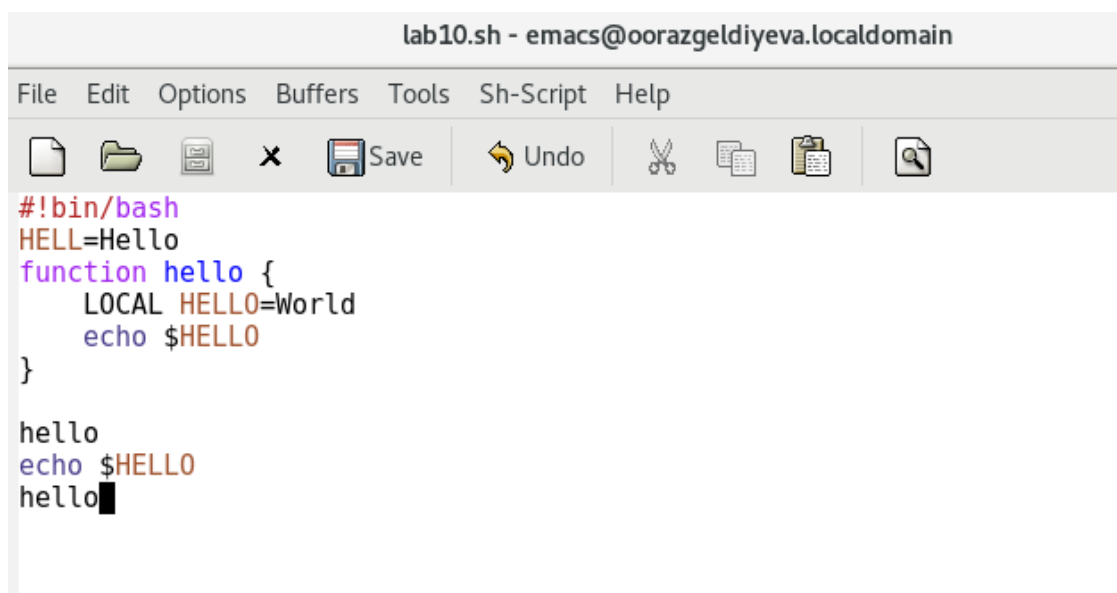 lab10.sh - emacs@oorazgeldiyeva.localdomain
File Edit Options Buffers Tools Sh-Script Help
Save Undo
#!bin/bash
HELL=Hello
function hello {
    LOCAL HELLO=World
    echo $HELLO
}
hello
echo $HELLO
hello